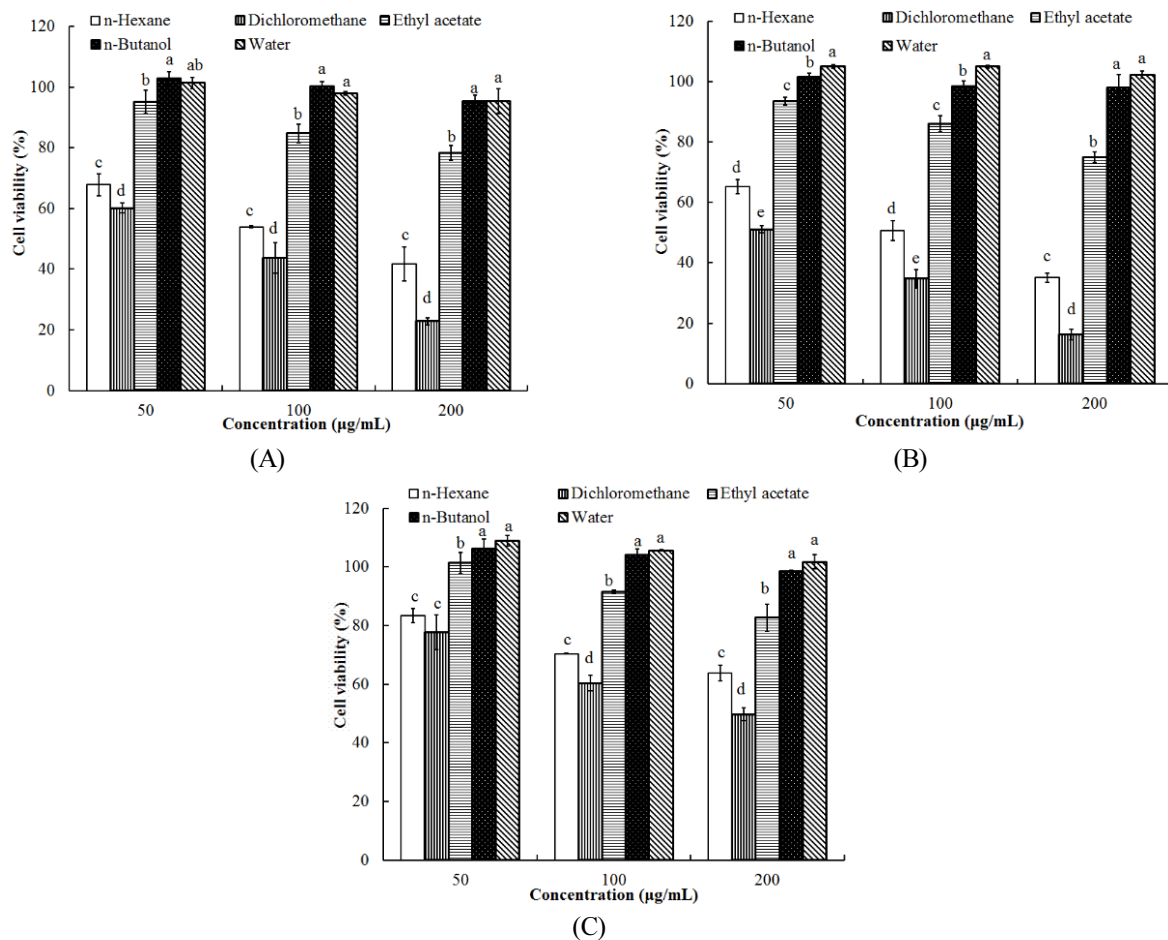 n-Hexane Dichloromethane Ethyl acetate
n-Butanol Water
120
100
80
60
40
20
0
Cell viability (%)
c d b a ab
c d b a a
c d b a a
50 100 200
Concentration (µg/mL)
(A)
n-Hexane Dichloromethane Ethyl acetate
n-Butanol Water
120
100
80
60
40
20
0
Cell viability (%)
d e c b a
d e c b a
c d b a a
50 100 200
Concentration (µg/mL)
(B)
n-Hexane Dichloromethane Ethyl acetate
n-Butanol Water
120
100
80
60
40
20
0
Cell viability (%)
c c b a a
c d b a a
c d b a a
50 100 200
Concentration (µg/mL)
(C)